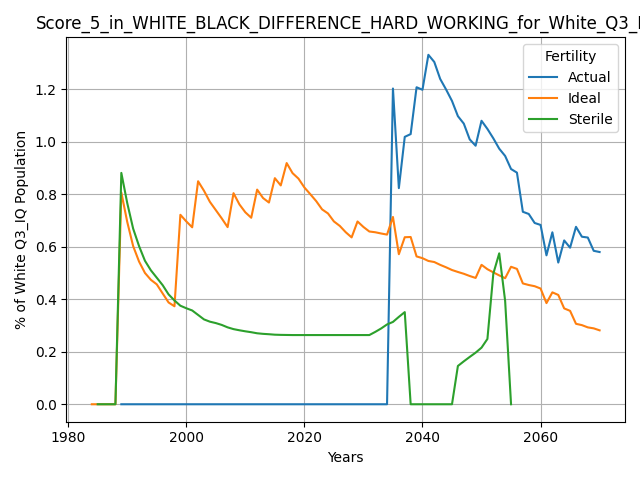 Score_5_in_WHITE_BLACK_DIFFERENCE_HARD_WORKING_for_White_Q3_
Fertility
Actual
Ideal
Sterile
% of White Q3_IQ Population
1.2
1.0
0.8
0.6
0.4
0.2
0.0
1980
2000
2020
2040
2060
Years